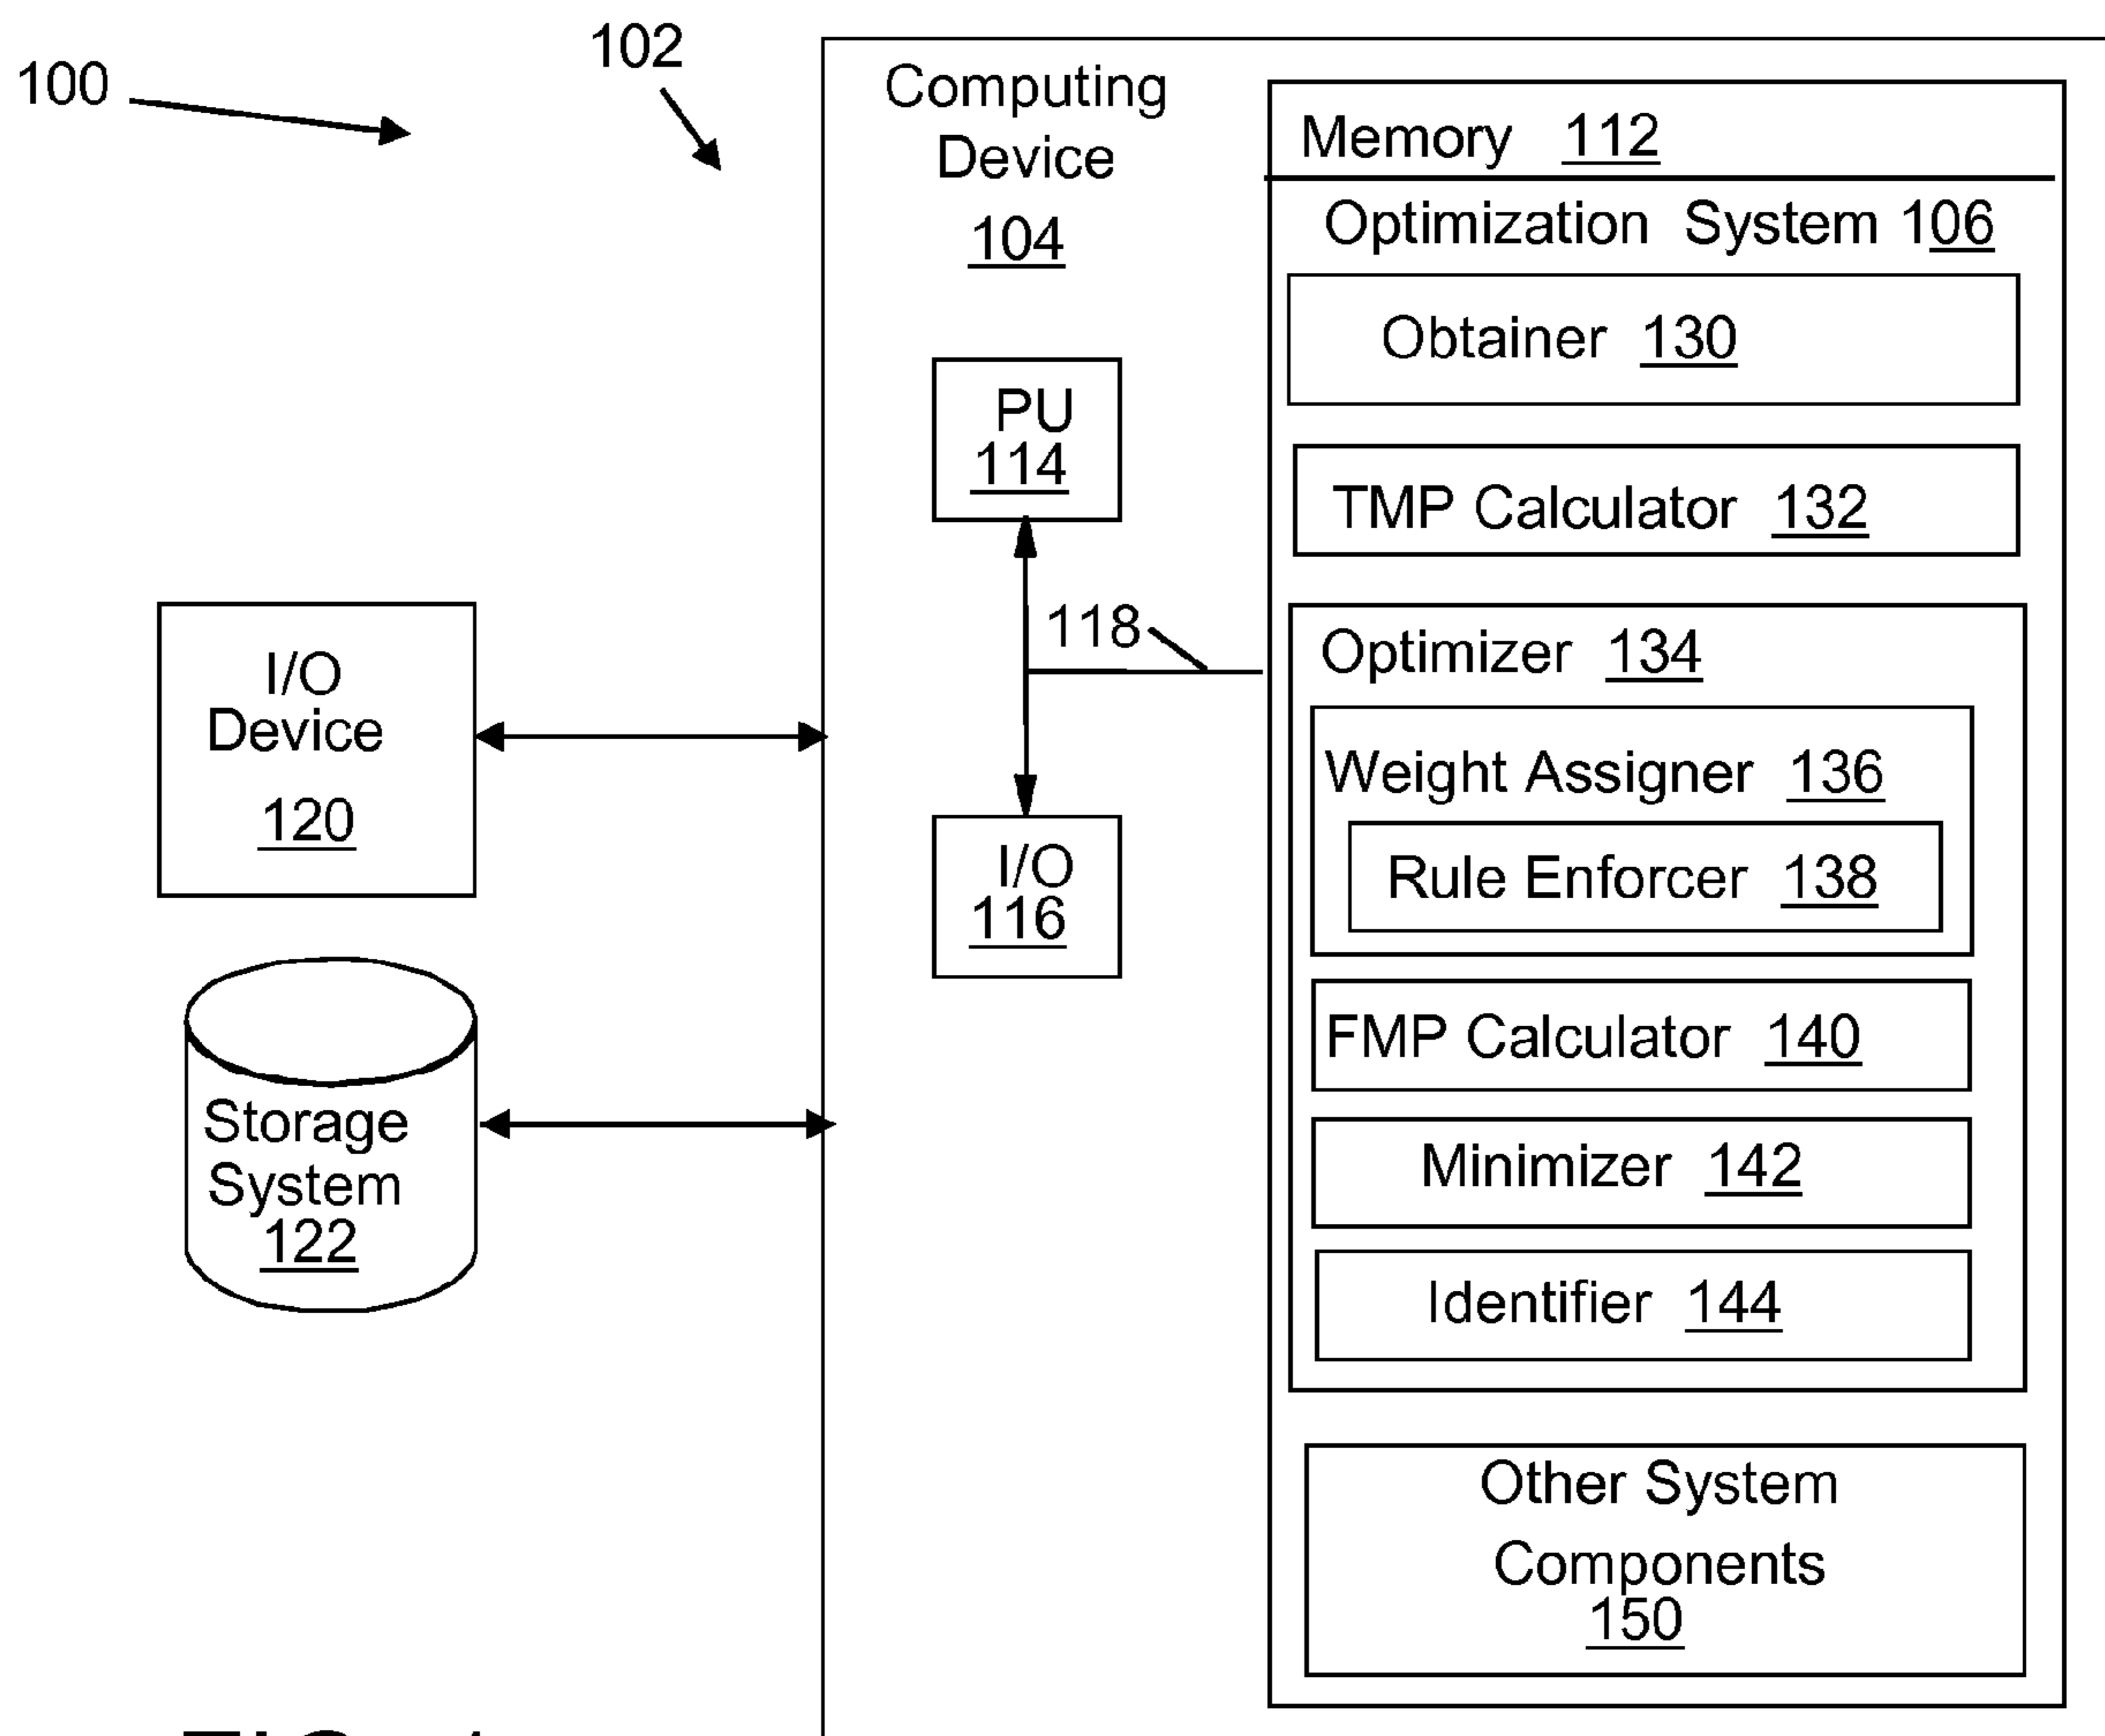 100
102
Computing
Device
104
Memory 112
Optimization System 106
Obtainer 130
PU
114
TMP Calculator 132
118
Optimizer 134
I/O
Device
120
Weight Assigner 136
I/O
116
Rule Enforcer 138
FMP Calculator 140
Storage
System
122
Minimizer 142
Identifier 144
Other System
Components
150